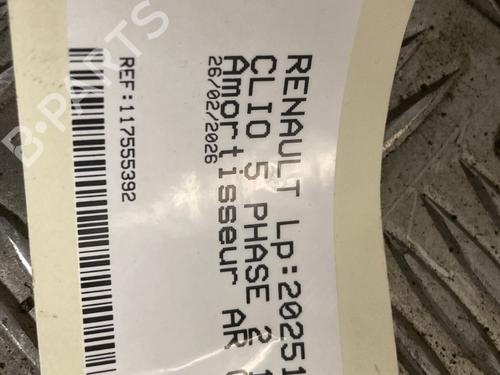 RENAULT Lp:20251
CLIO 5 PHASE 2
Amortisseur AR
26/02/2026
REF:117555392
B-PARTS